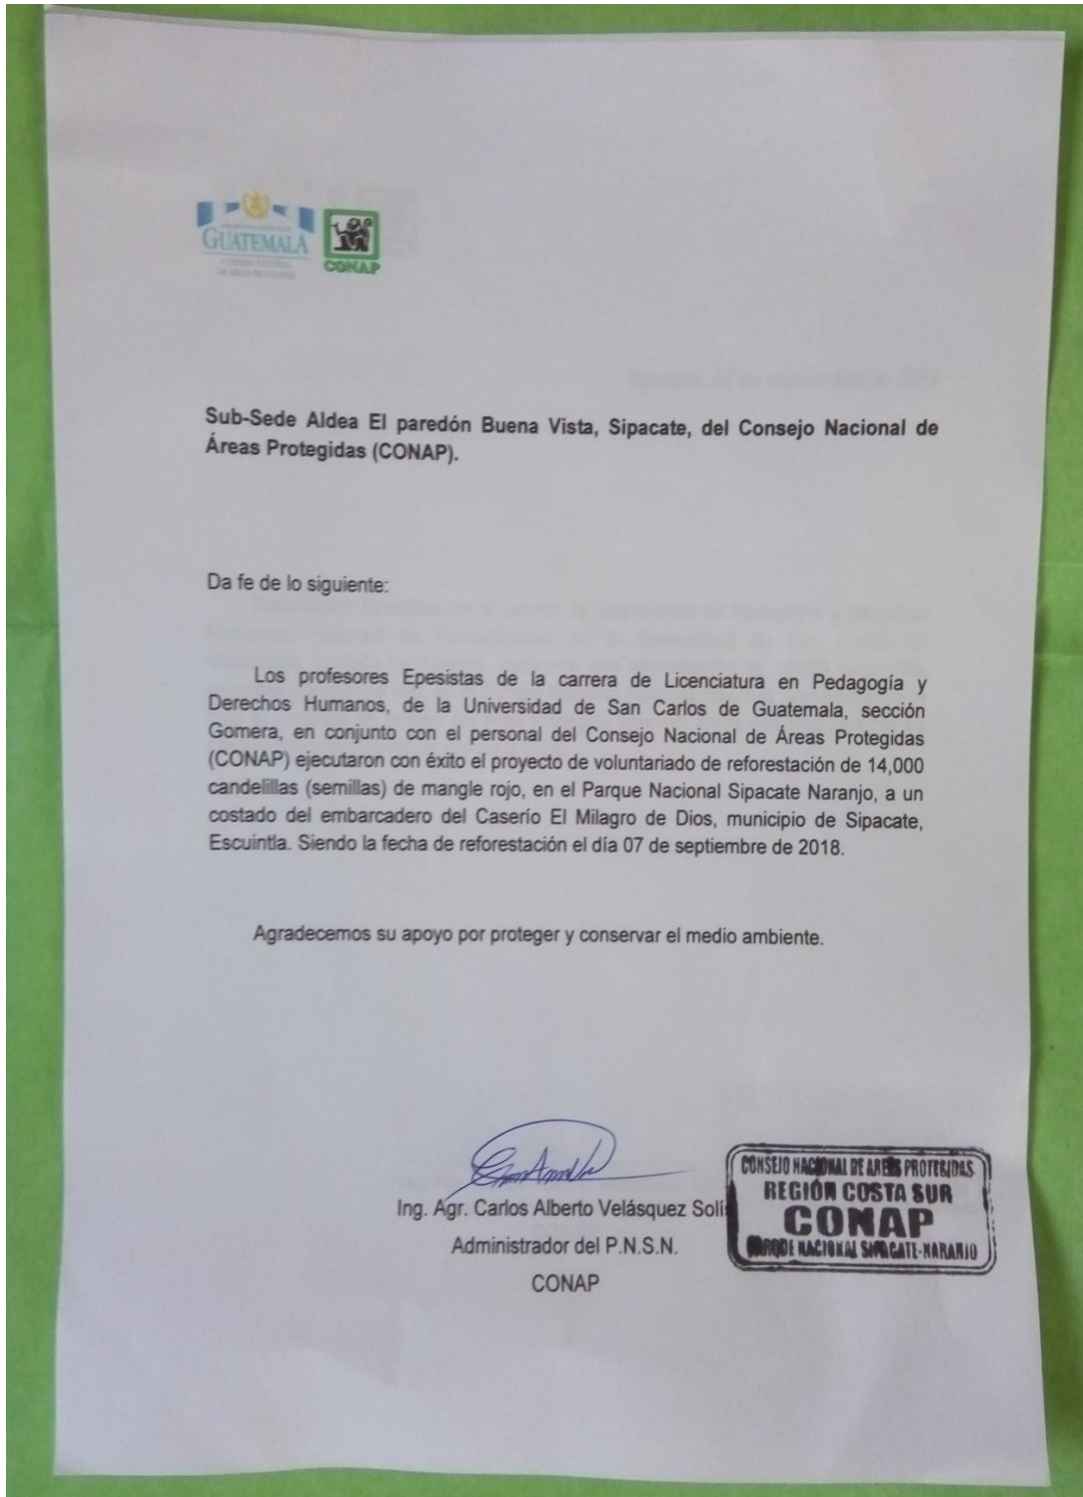 GUATEMALA
CONAP
Sub-Sede Aldea El paredón Buena Vista, Sipacate, del Consejo Nacional de
Áreas Protegidas (CONAP).
Da fe de lo siguiente:
Los profesores Epesistas de la carrera de Licenciatura en Pedagogía y
Derechos Humanos, de la Universidad de San Carlos de Guatemala, sección
Gomera, en conjunto con el personal del Consejo Nacional de Áreas Protegidas
(CONAP) ejecutaron con éxito el proyecto de voluntariado de reforestación de 14,000
candelillas (semillas) de mangle rojo, en el Parque Nacional Sipacate Naranjo, a un
costado del embarcadero del Caserío El Milagro de Dios, municipio de Sipacate,
Escuintla. Siendo la fecha de reforestación el día 07 de septiembre de 2018.
Agradecemos su apoyo por proteger y conservar el medio ambiente.
Ing. Agr. Carlos Alberto Velásquez Solís
Administrador del P.N.S.N.
CONAP
CONSEJO NACIONAL DE AREAS PROTEGIDAS
REGIÓN COSTA SUR
CONAP
PARQUE NACIONAL SIPACATE-NARANJO